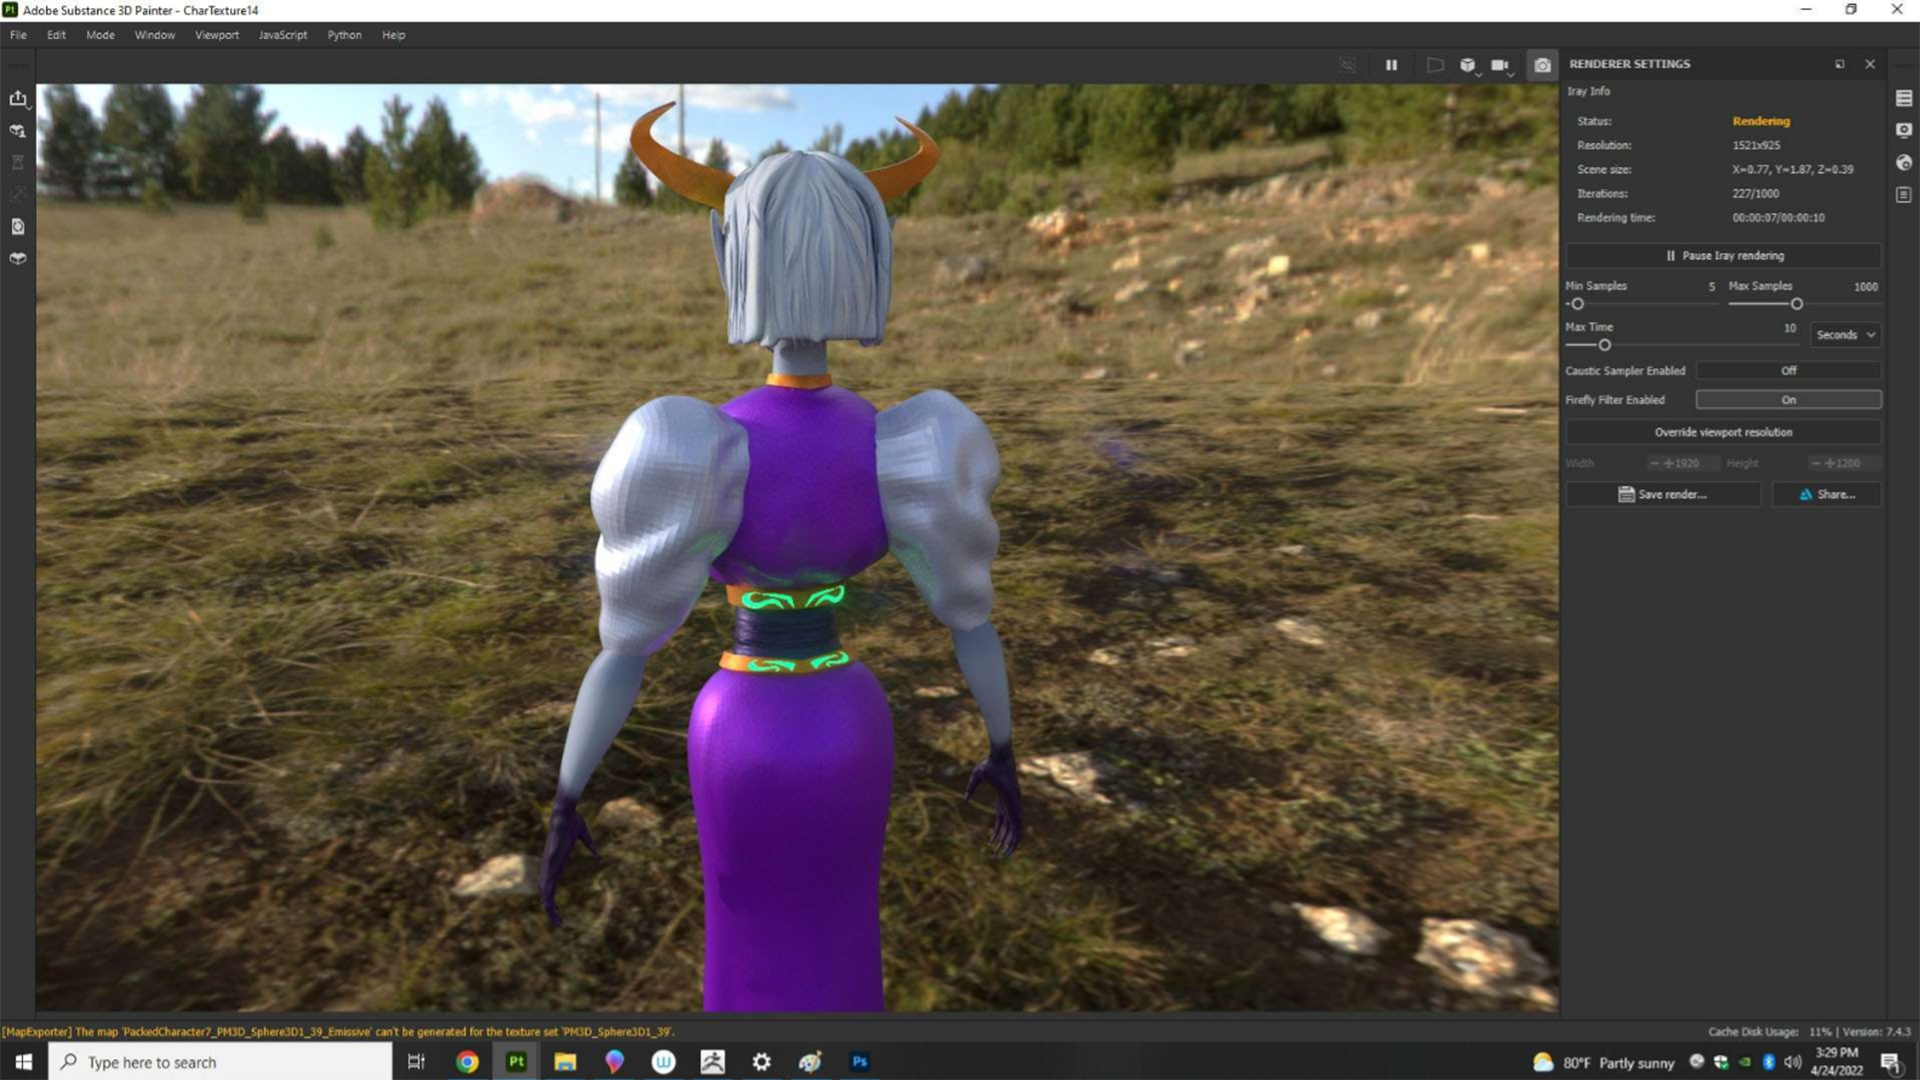 Pt Adobe Substance 3D Painter - CharTexture14
File Edit Mode Window Viewport JavaScript Python Help
RENDERER SETTINGS
Iray Info
Status: Rendering
Resolution: 1521x925
Scene size: X=0.77, Y=1.87, Z=0.39
Iterations: 227/1000
Rendering time: 00:00:07/00:00:10
Pause Iray rendering
Min Samples 5 Max Samples 1000
Max Time 10 Seconds
Caustic Sampler Enabled Off
Firefly Filter Enabled On
Override viewport resolution
Width 1920 Height 1200
Save render... Share...
[MapExporter] The map 'PackedCharacter7_PM3D_Sphere3D1_39_Emissive' can't be generated for the texture set 'PM3D_Sphere3D1_39'.
Cache Disk Usage: 11% | Version: 7.4.3
Type here to search Pt W Ps 80°F Partly sunny 3:29 PM
4/24/2022 1